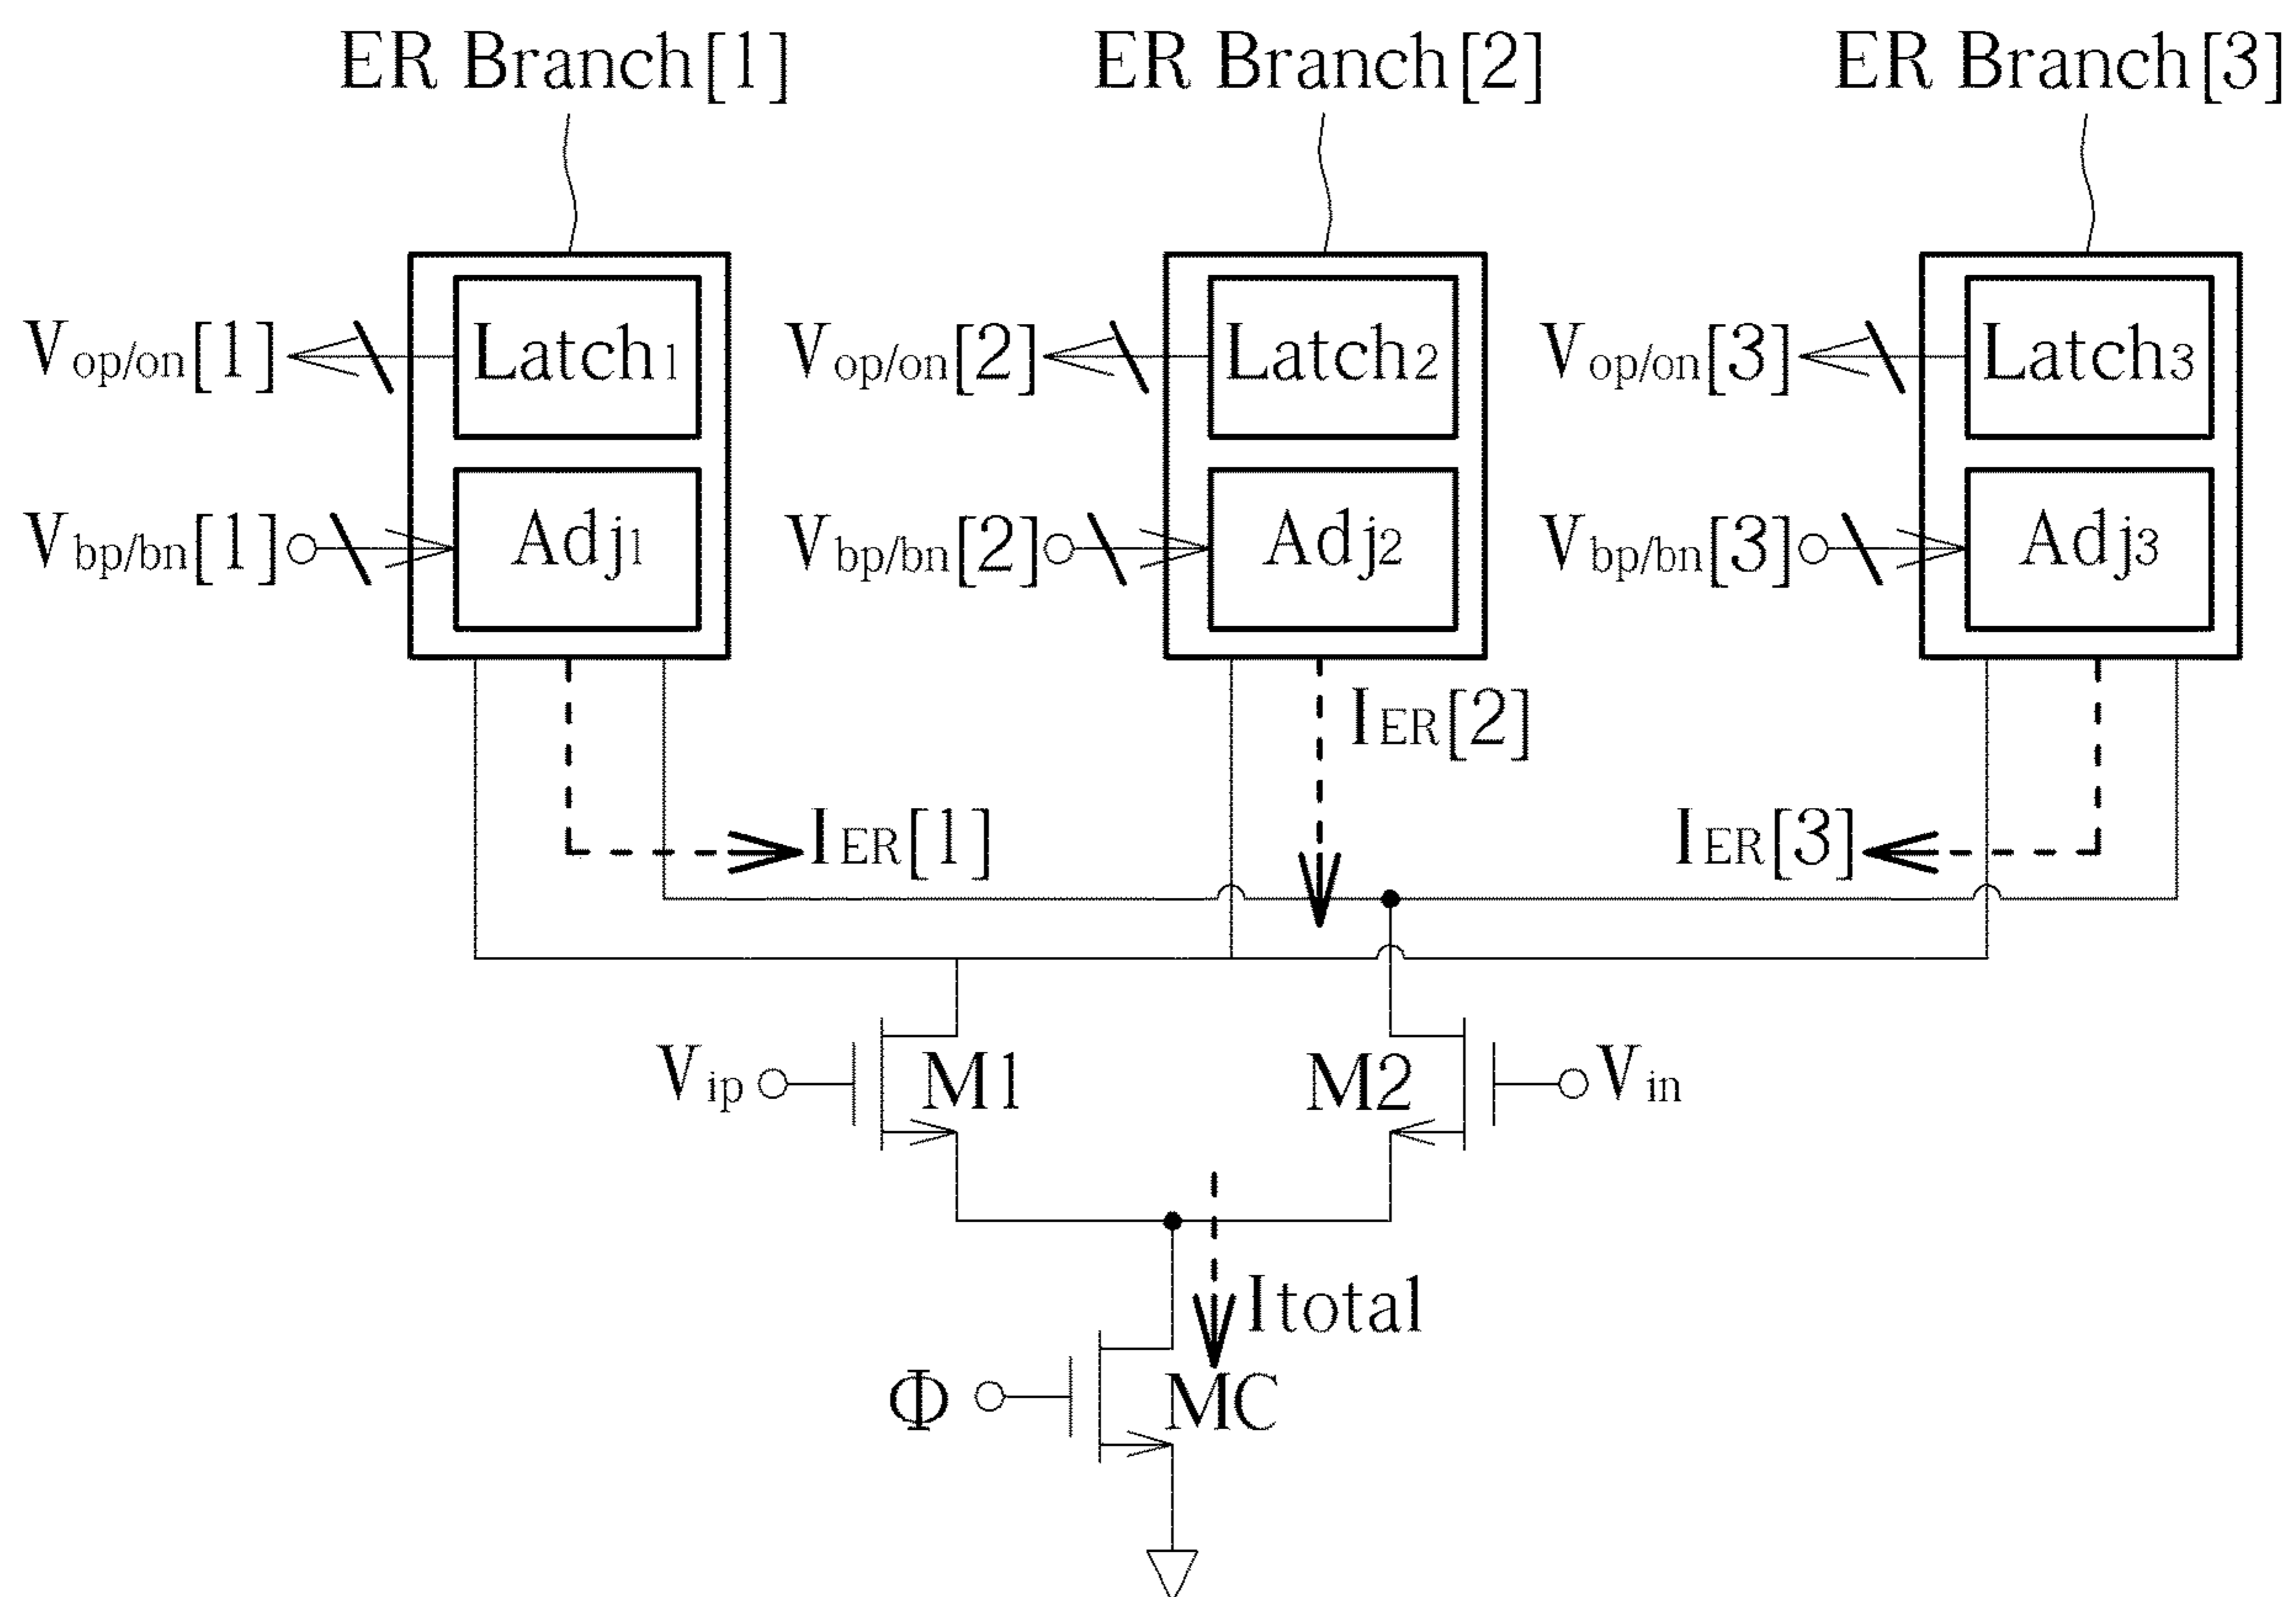 ER Branch[1] ER Branch[2] ER Branch[3]
Vop/on[1] Latch1 Vop/on[2] Latch2 Vop/on[3] Latch3
Vbp/bn[1] Adj1 Vbp/bn[2] Adj2 Vbp/bn[3] Adj3
IER[2]
IER[1] IER[3]
Vip M1 M2 Vin
Itotal
Φ MC